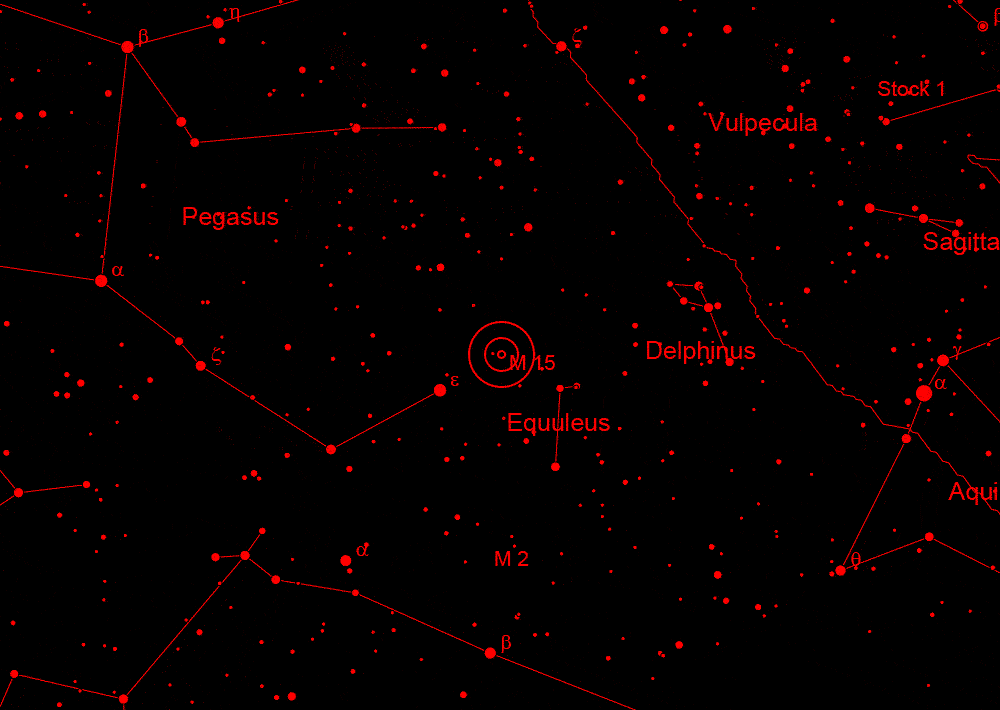 η
β
ζ
β
Stock 1
Vulpecula
Pegasus
Sagitta
α
Delphinus
γ
ζ
M 15
ε
α
Equuleus
Aqui
α
M 2
θ
β